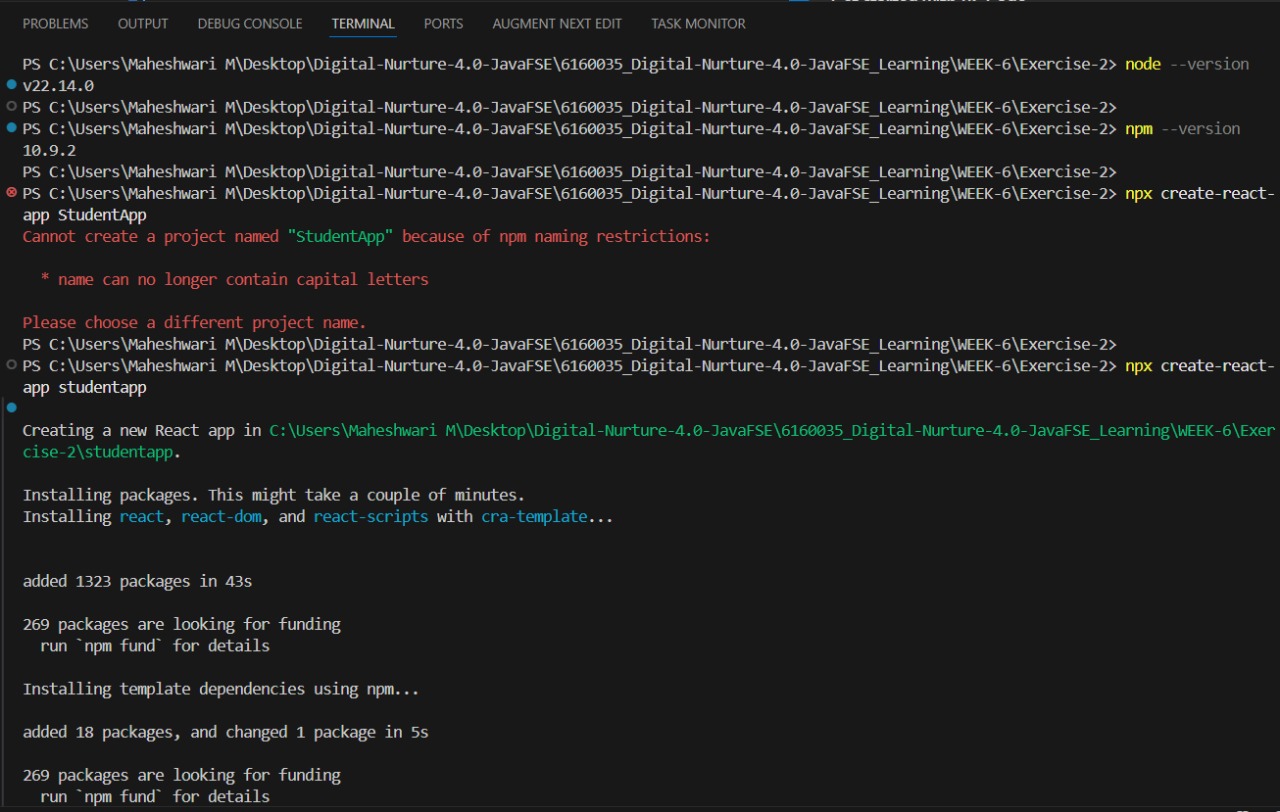 PROBLEMS OUTPUT DEBUG CONSOLE TERMINAL PORTS AUGMENT NEXT EDIT TASK MONITOR
PS C:\Users\Maheshwari M\Desktop\Digital-Nurture-4.0-JavaFSE\6160035_Digital-Nurture-4.0-JavaFSE_Learning\WEEK-6\Exercise-2> node --version
v22.14.0
PS C:\Users\Maheshwari M\Desktop\Digital-Nurture-4.0-JavaFSE\6160035_Digital-Nurture-4.0-JavaFSE_Learning\WEEK-6\Exercise-2>
PS C:\Users\Maheshwari M\Desktop\Digital-Nurture-4.0-JavaFSE\6160035_Digital-Nurture-4.0-JavaFSE_Learning\WEEK-6\Exercise-2> npm --version
10.9.2
PS C:\Users\Maheshwari M\Desktop\Digital-Nurture-4.0-JavaFSE\6160035_Digital-Nurture-4.0-JavaFSE_Learning\WEEK-6\Exercise-2>
PS C:\Users\Maheshwari M\Desktop\Digital-Nurture-4.0-JavaFSE\6160035_Digital-Nurture-4.0-JavaFSE_Learning\WEEK-6\Exercise-2> npx create-react-
app StudentApp
Cannot create a project named "StudentApp" because of npm naming restrictions:
* name can no longer contain capital letters
Please choose a different project name.
PS C:\Users\Maheshwari M\Desktop\Digital-Nurture-4.0-JavaFSE\6160035_Digital-Nurture-4.0-JavaFSE_Learning\WEEK-6\Exercise-2>
PS C:\Users\Maheshwari M\Desktop\Digital-Nurture-4.0-JavaFSE\6160035_Digital-Nurture-4.0-JavaFSE_Learning\WEEK-6\Exercise-2> npx create-react-
app studentapp
Creating a new React app in C:\Users\Maheshwari M\Desktop\Digital-Nurture-4.0-JavaFSE\6160035_Digital-Nurture-4.0-JavaFSE_Learning\WEEK-6\Exer
cise-2\studentapp.
Installing packages. This might take a couple of minutes.
Installing react, react-dom, and react-scripts with cra-template...
added 1323 packages in 43s
269 packages are looking for funding
run `npm fund` for details
Installing template dependencies using npm...
added 18 packages, and changed 1 package in 5s
269 packages are looking for funding
run `npm fund` for details